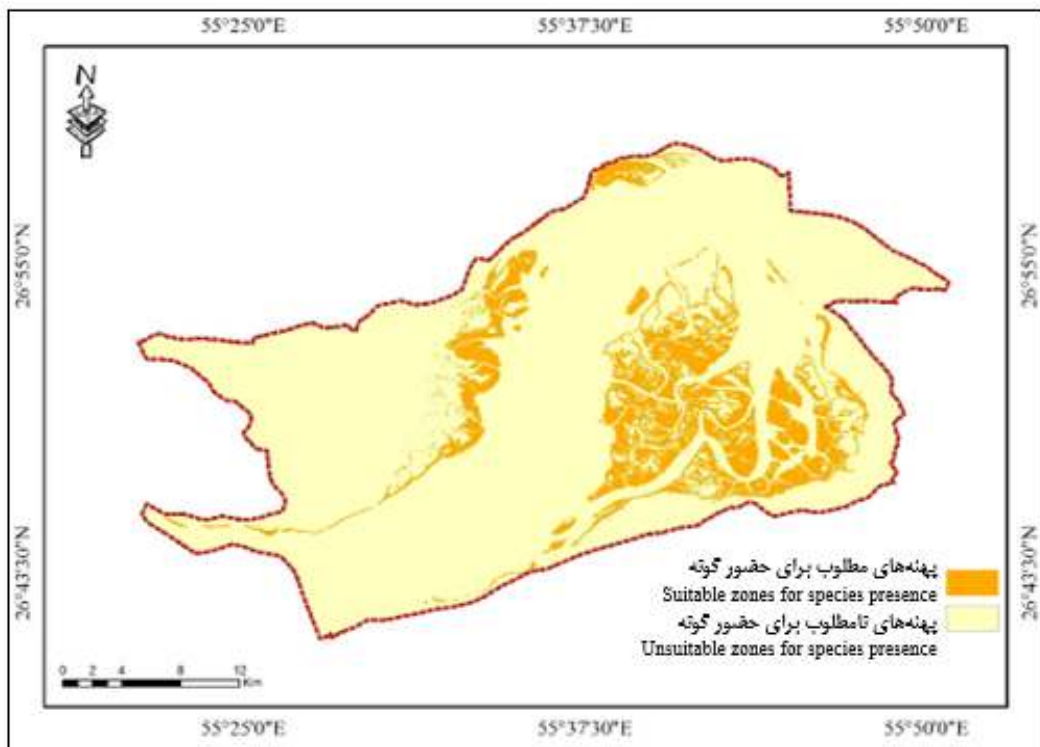 55°25'0"E 55°37'30"E 55°50'0"E
N
26°55'0"N 26°55'0"N
26°43'30"N 26°43'30"N
پهنه‌های مطلوب برای حضور گونه
Suitable zones for species presence
پهنه‌های نامطلوب برای حضور گونه
Unsuitable zones for species presence
0 2 4 8 12
Km
55°25'0"E 55°37'30"E 55°50'0"E